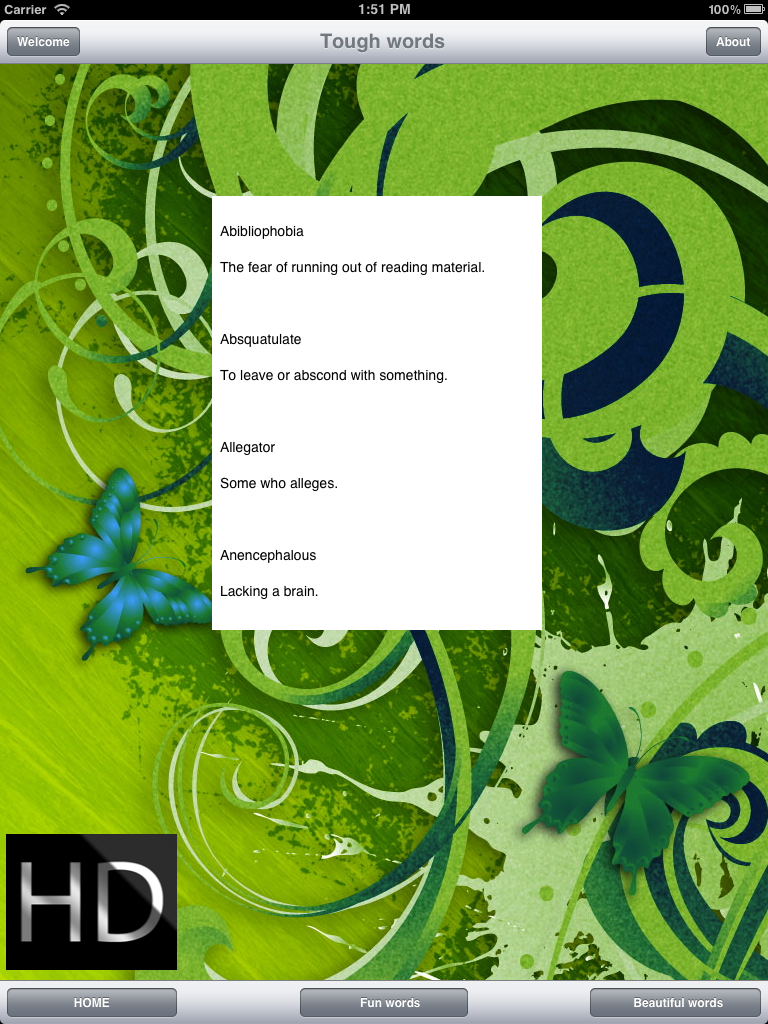 Carrier 1:51 PM 100%
Welcome Tough words About
Abibliophobia
The fear of running out of reading material.
Absquatulate
To leave or abscond with something.
Allegator
Some who alleges.
Anencephalous
Lacking a brain.
HD
HOME Fun words Beautiful words